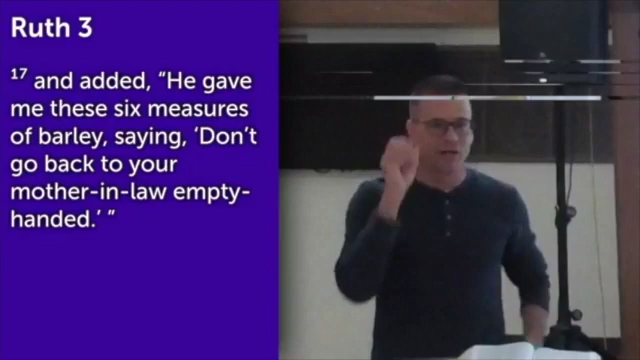 Ruth 3
17 and added, “He gave
me these six measures
of barley, saying, ‘Don’t
go back to your
mother-in-law empty-
handed.’ ”